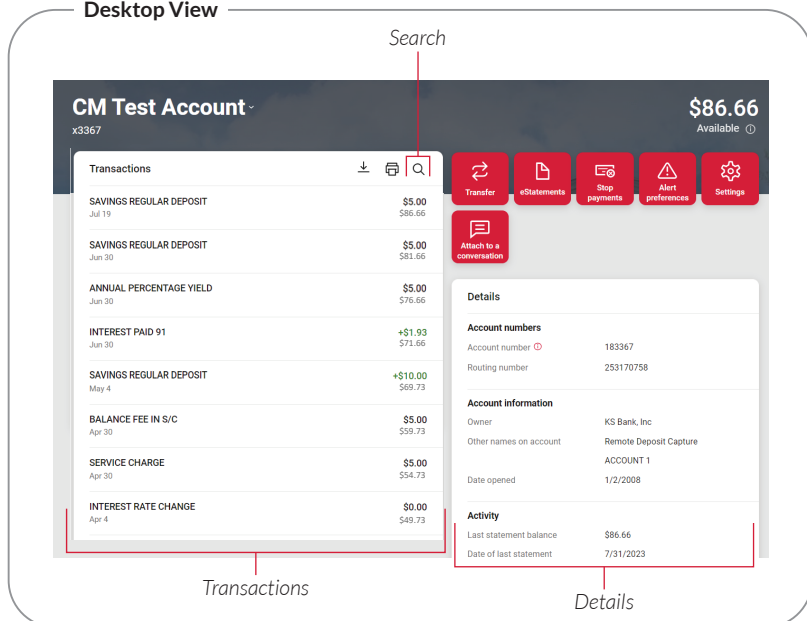 Desktop View
Search
CM Test Account
x3367
$86.66
Available
Transactions
SAVINGS REGULAR DEPOSIT $5.00
Jul 19 $86.66
SAVINGS REGULAR DEPOSIT $5.00
Jun 30 $81.66
ANNUAL PERCENTAGE YIELD $5.00
Jun 30 $76.66
INTEREST PAID 91 +$1.93
Jun 30 $71.66
SAVINGS REGULAR DEPOSIT +$10.00
May 4 $69.73
BALANCE FEE IN S/C $5.00
Apr 30 $59.73
SERVICE CHARGE $5.00
Apr 30 $54.73
INTEREST RATE CHANGE $0.00
Apr 4 $49.73
Transfer
eStatements
Stop
payments
Alert
preferences
Settings
Attach to a
conversation
Details
Account numbers
Account number 183367
Routing number 253170758
Account information
Owner KS Bank, Inc
Other names on account Remote Deposit Capture
ACCOUNT 1
Date opened 1/2/2008
Activity
Last statement balance $86.66
Date of last statement 7/31/2023
Transactions
Details